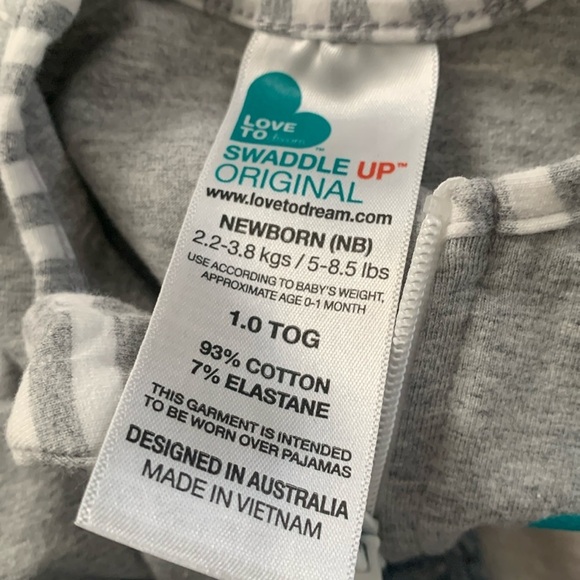 LOVE
TO dream™
SWADDLE UP™
ORIGINAL
www.lovetodream.com
NEWBORN (NB)
2.2-3.8 kgs / 5-8.5 lbs
USE ACCORDING TO BABY'S WEIGHT,
APPROXIMATE AGE 0-1 MONTH
1.0 TOG
93% COTTON
7% ELASTANE
THIS GARMENT IS INTENDED
TO BE WORN OVER PAJAMAS
DESIGNED IN AUSTRALIA
MADE IN VIETNAM